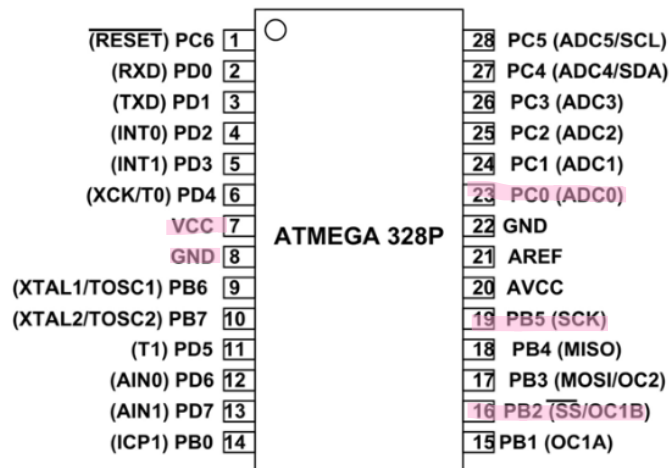 (RESET) PC6 1
(RXD) PD0 2
(TXD) PD1 3
(INT0) PD2 4
(INT1) PD3 5
(XCK/T0) PD4 6
VCC 7
GND 8
(XTAL1/TOSC1) PB6 9
(XTAL2/TOSC2) PB7 10
(T1) PD5 11
(AIN0) PD6 12
(AIN1) PD7 13
(ICP1) PB0 14
ATMEGA 328P
28 PC5 (ADC5/SCL)
27 PC4 (ADC4/SDA)
26 PC3 (ADC3)
25 PC2 (ADC2)
24 PC1 (ADC1)
23 PC0 (ADC0)
22 GND
21 AREF
20 AVCC
19 PB5 (SCK)
18 PB4 (MISO)
17 PB3 (MOSI/OC2)
16 PB2 (SS/OC1B)
15 PB1 (OC1A)